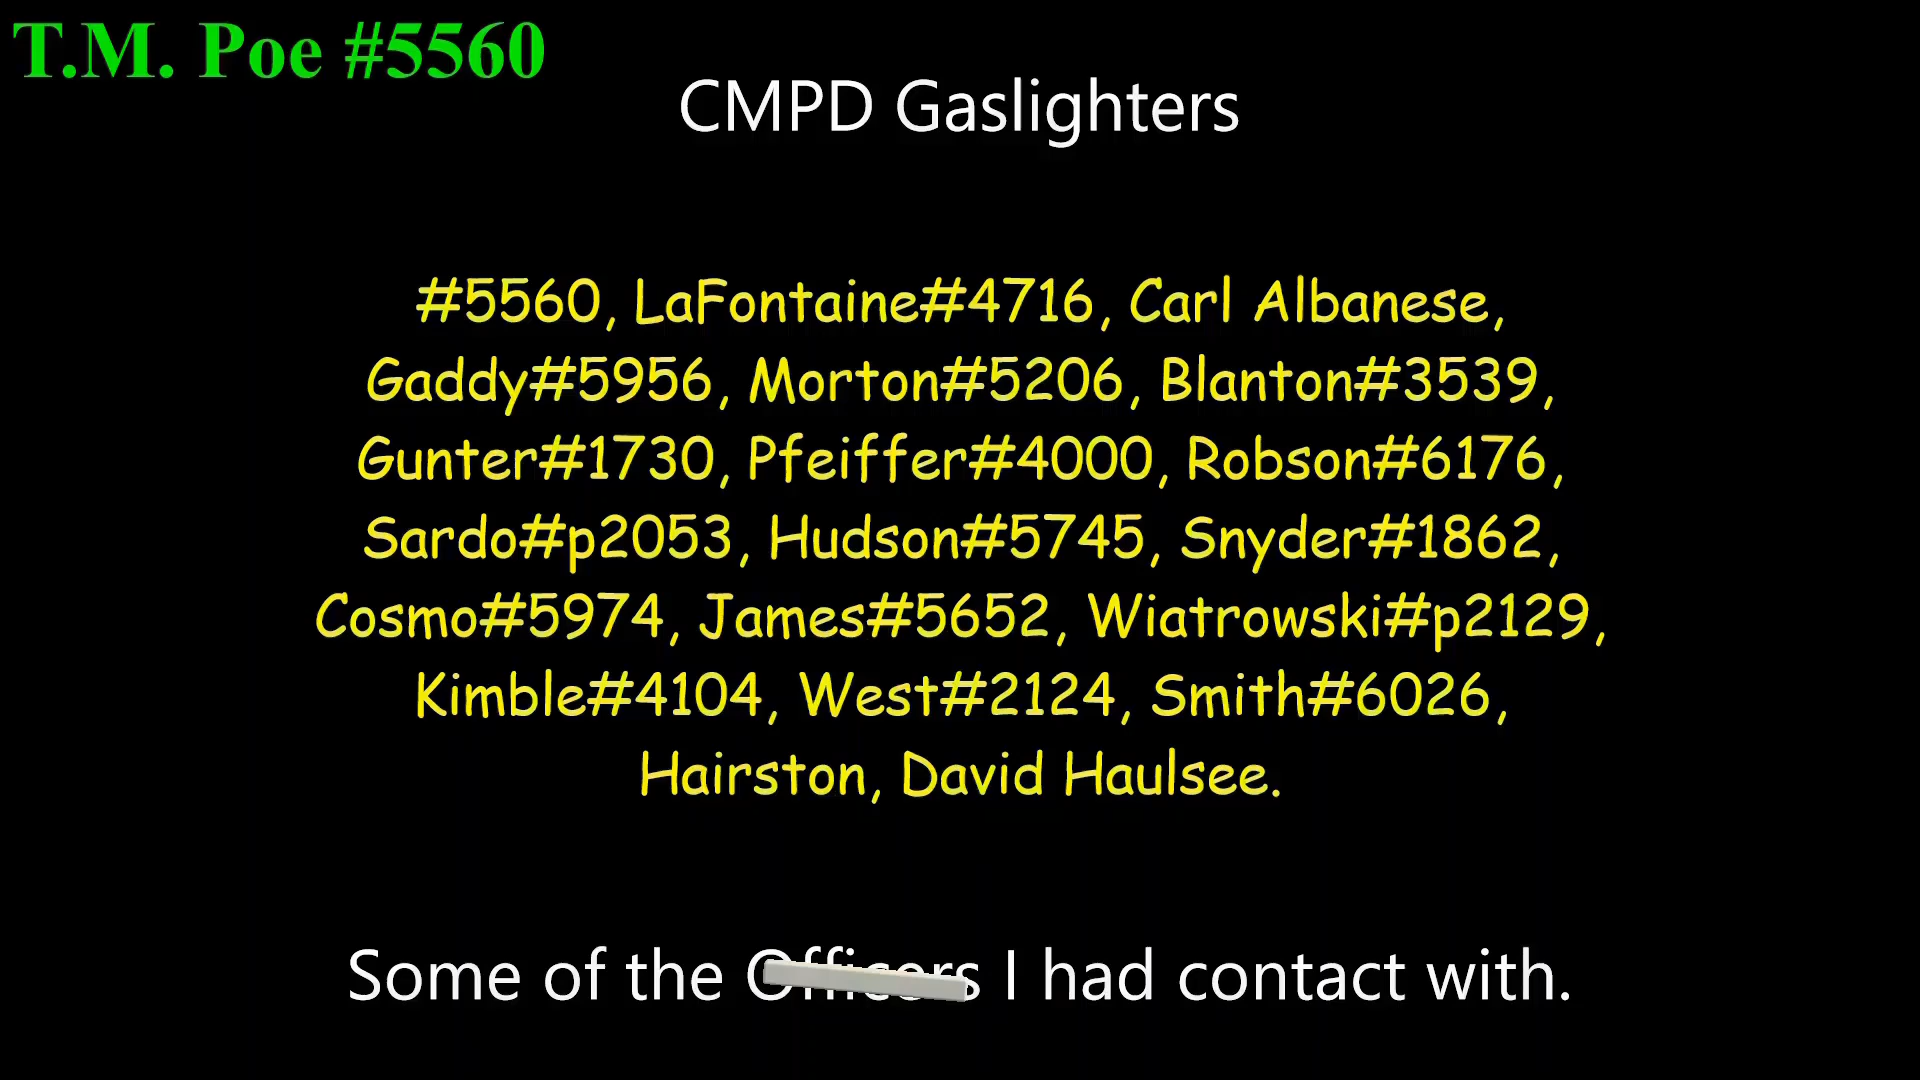 T.M. Poe #5560
CMPD Gaslighters
#5560, LaFontaine#4716, Carl Albanese,
Gaddy#5956, Morton#5206, Blanton#3539,
Gunter#1730, Pfeiffer#4000, Robson#6176,
Sardo#p2053, Hudson#5745, Snyder#1862,
Cosmo#5974, James#5652, Wiatrowski#p2129,
Kimble#4104, West#2124, Smith#6026,
Hairston, David Haulsee.
Some of the Officers I had contact with.